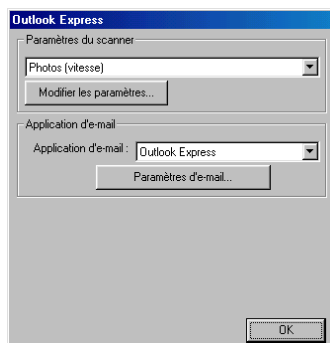 Outlook Express
Paramètres du scanner
Photos (vitesse)
Modifier les paramètres...
Application d'e-mail
Application d'e-mail : Outlook Express
Paramètres d'e-mail...
OK